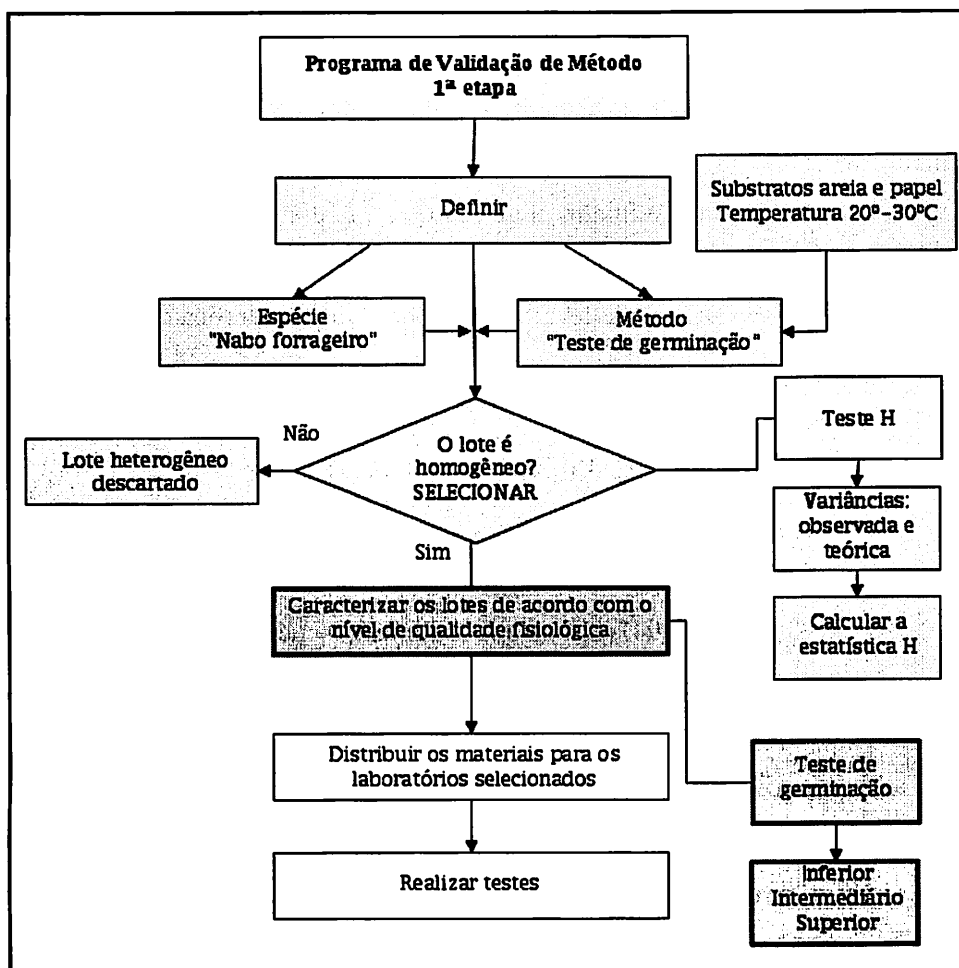 Programa de Validação de Método
1ª etapa
Definir
Substratos areia e papel
Temperatura 20º-30ºC
Espécie
"Nabo forrageiro"
Método
"Teste de germinação"
Não
O lote é
homogêneo?
SELECIONAR
Lote heterogêneo
descartado
Teste H
Variâncias:
observada e
teórica
Calcular a
estatística H
Sim
Caracterizar os lotes de acordo com o
nível de qualidade fisiológica
Distribuir os materiais para os
laboratórios selecionados
Teste de
germinação
Realizar testes
Inferior
Intermediário
Superior